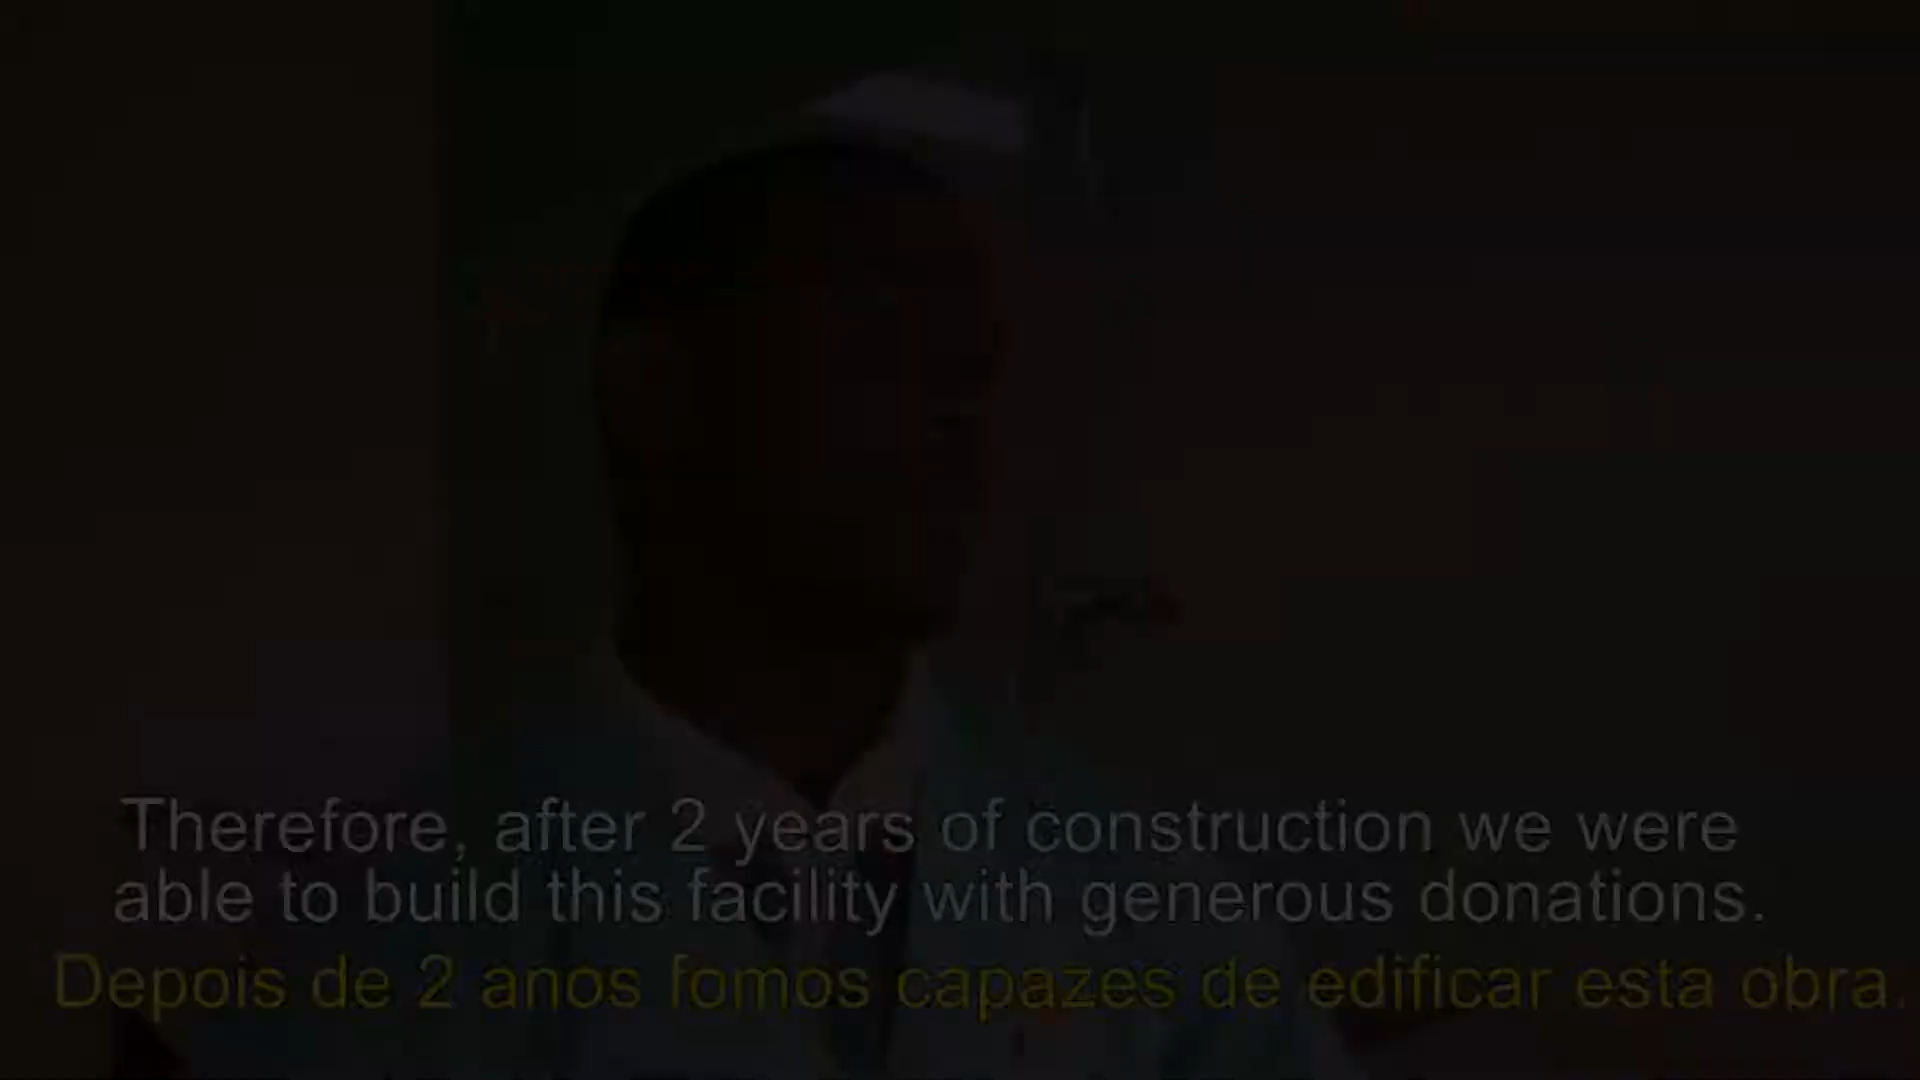 Therefore, after 2 years of construction we were
able to build this facility with generous donations.
Depois de 2 anos fomos capazes de edificar esta obra.